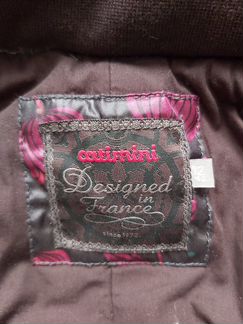 catimini
Designed
in
France
since 1972.